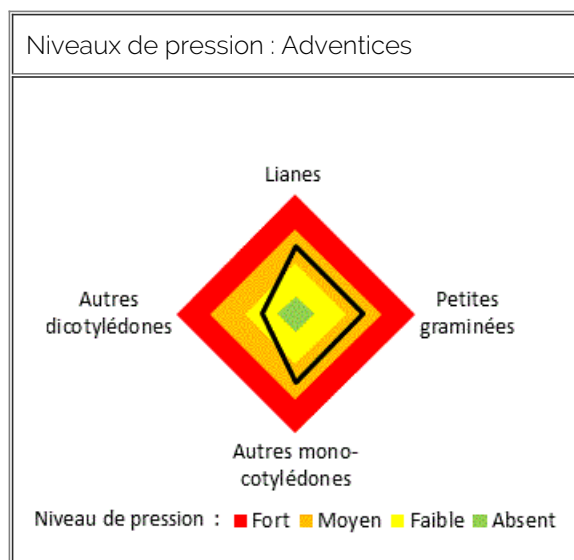 Niveaux de pression : Adventices
Lianes
Autres
dicotylédones
Petites
graminées
Autres mono-
cotylédones
Niveau de pression : Fort Moyen Faible Absent